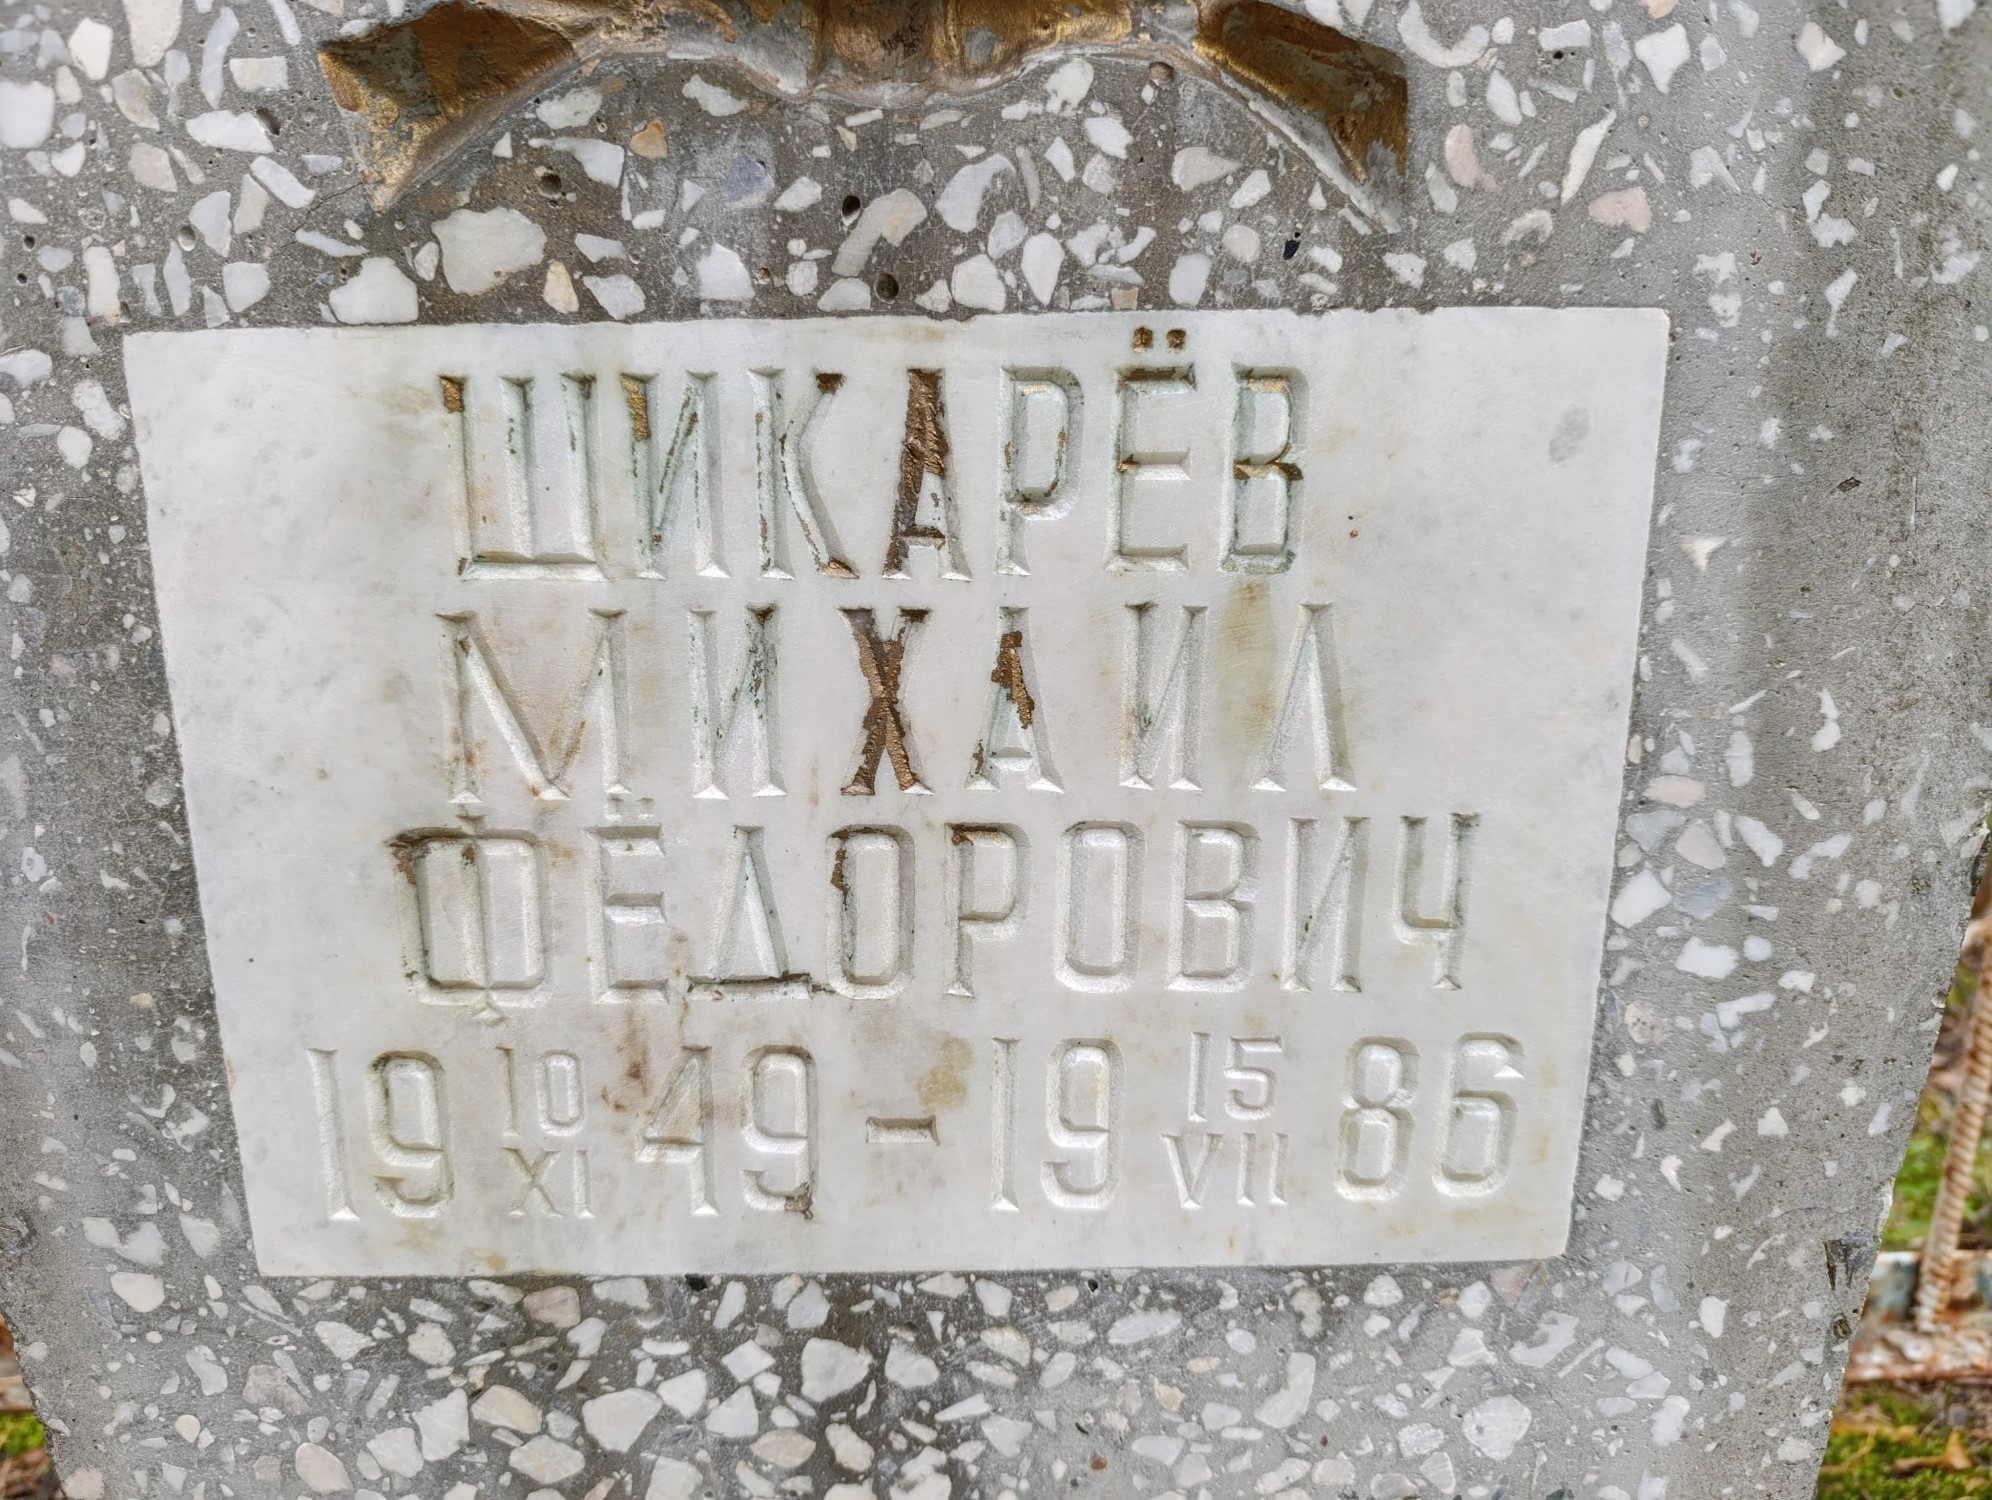 ШИКАРЁВ
МИХАИЛ
ФЁДОРОВИЧ
19 10 XI 49 – 19 15 VII 86